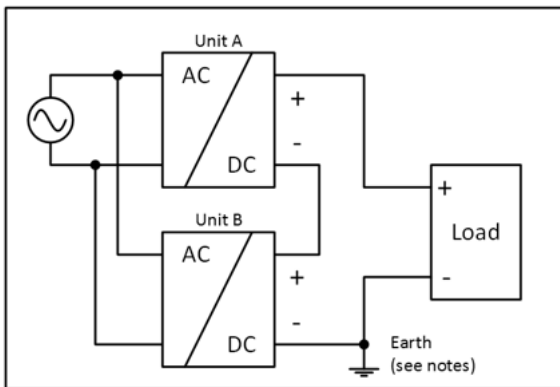 Unit A
AC
+
-
DC
Unit B
AC
+
-
DC
+
Load
-
Earth
(see notes)